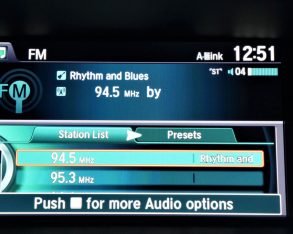 FM A-link 12:51
Rhythm and Blues "ST" 04
FM 94.5 MHz by
Station List Presets
94.5 MHz Rhythm and
95.3 MHz
Push for more Audio options